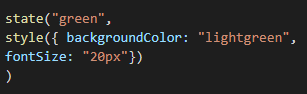 state("green",
style({ backgroundColor: "lightgreen",
fontSize: "20px"})
)